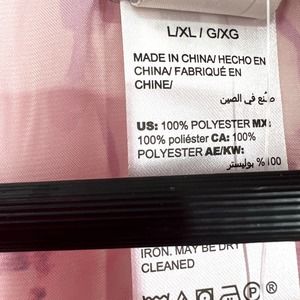 L/XL / G/XG
MADE IN CHINA/ HECHO EN
CHINA/ FABRIQUÉ EN
CHINE/
صنع في الصين
US: 100% POLYESTER MX:
100% poliéster CA: 100%
POLYESTER AE/KW:
100% بوليستر
IRON. MAY BE DRY
CLEANED